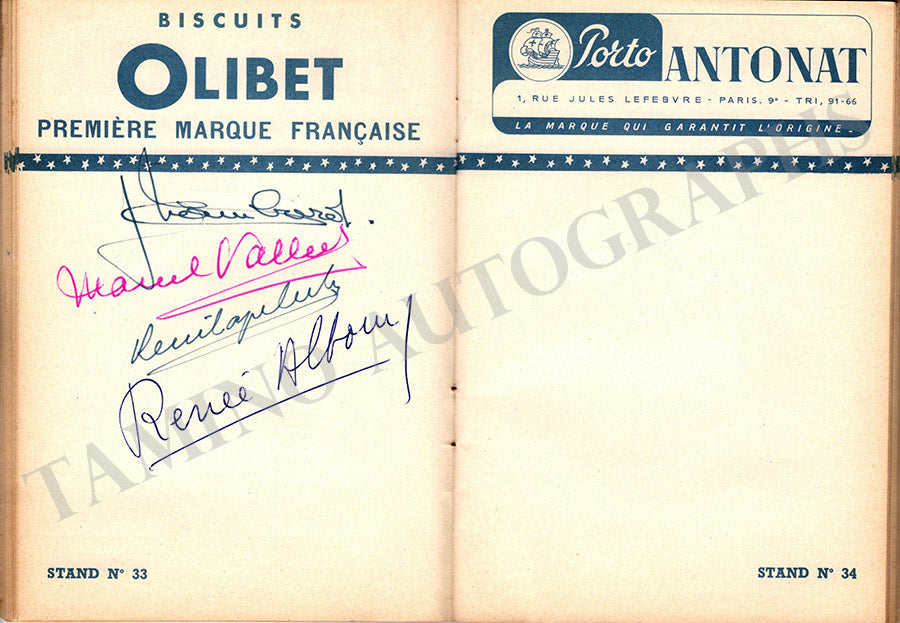 BISCUITS
OLIBET
PREMIÈRE MARQUE FRANÇAISE
Marcel Vallée
Renée Albouy
STAND N° 33
Porto ANTONAT
1, RUE JULES LEFEBVRE - PARIS. 9e - TRI, 91-66
LA MARQUE QUI GARANTIT L'ORIGINE
STAND N° 34
TAMINO AUTOGRAPHS